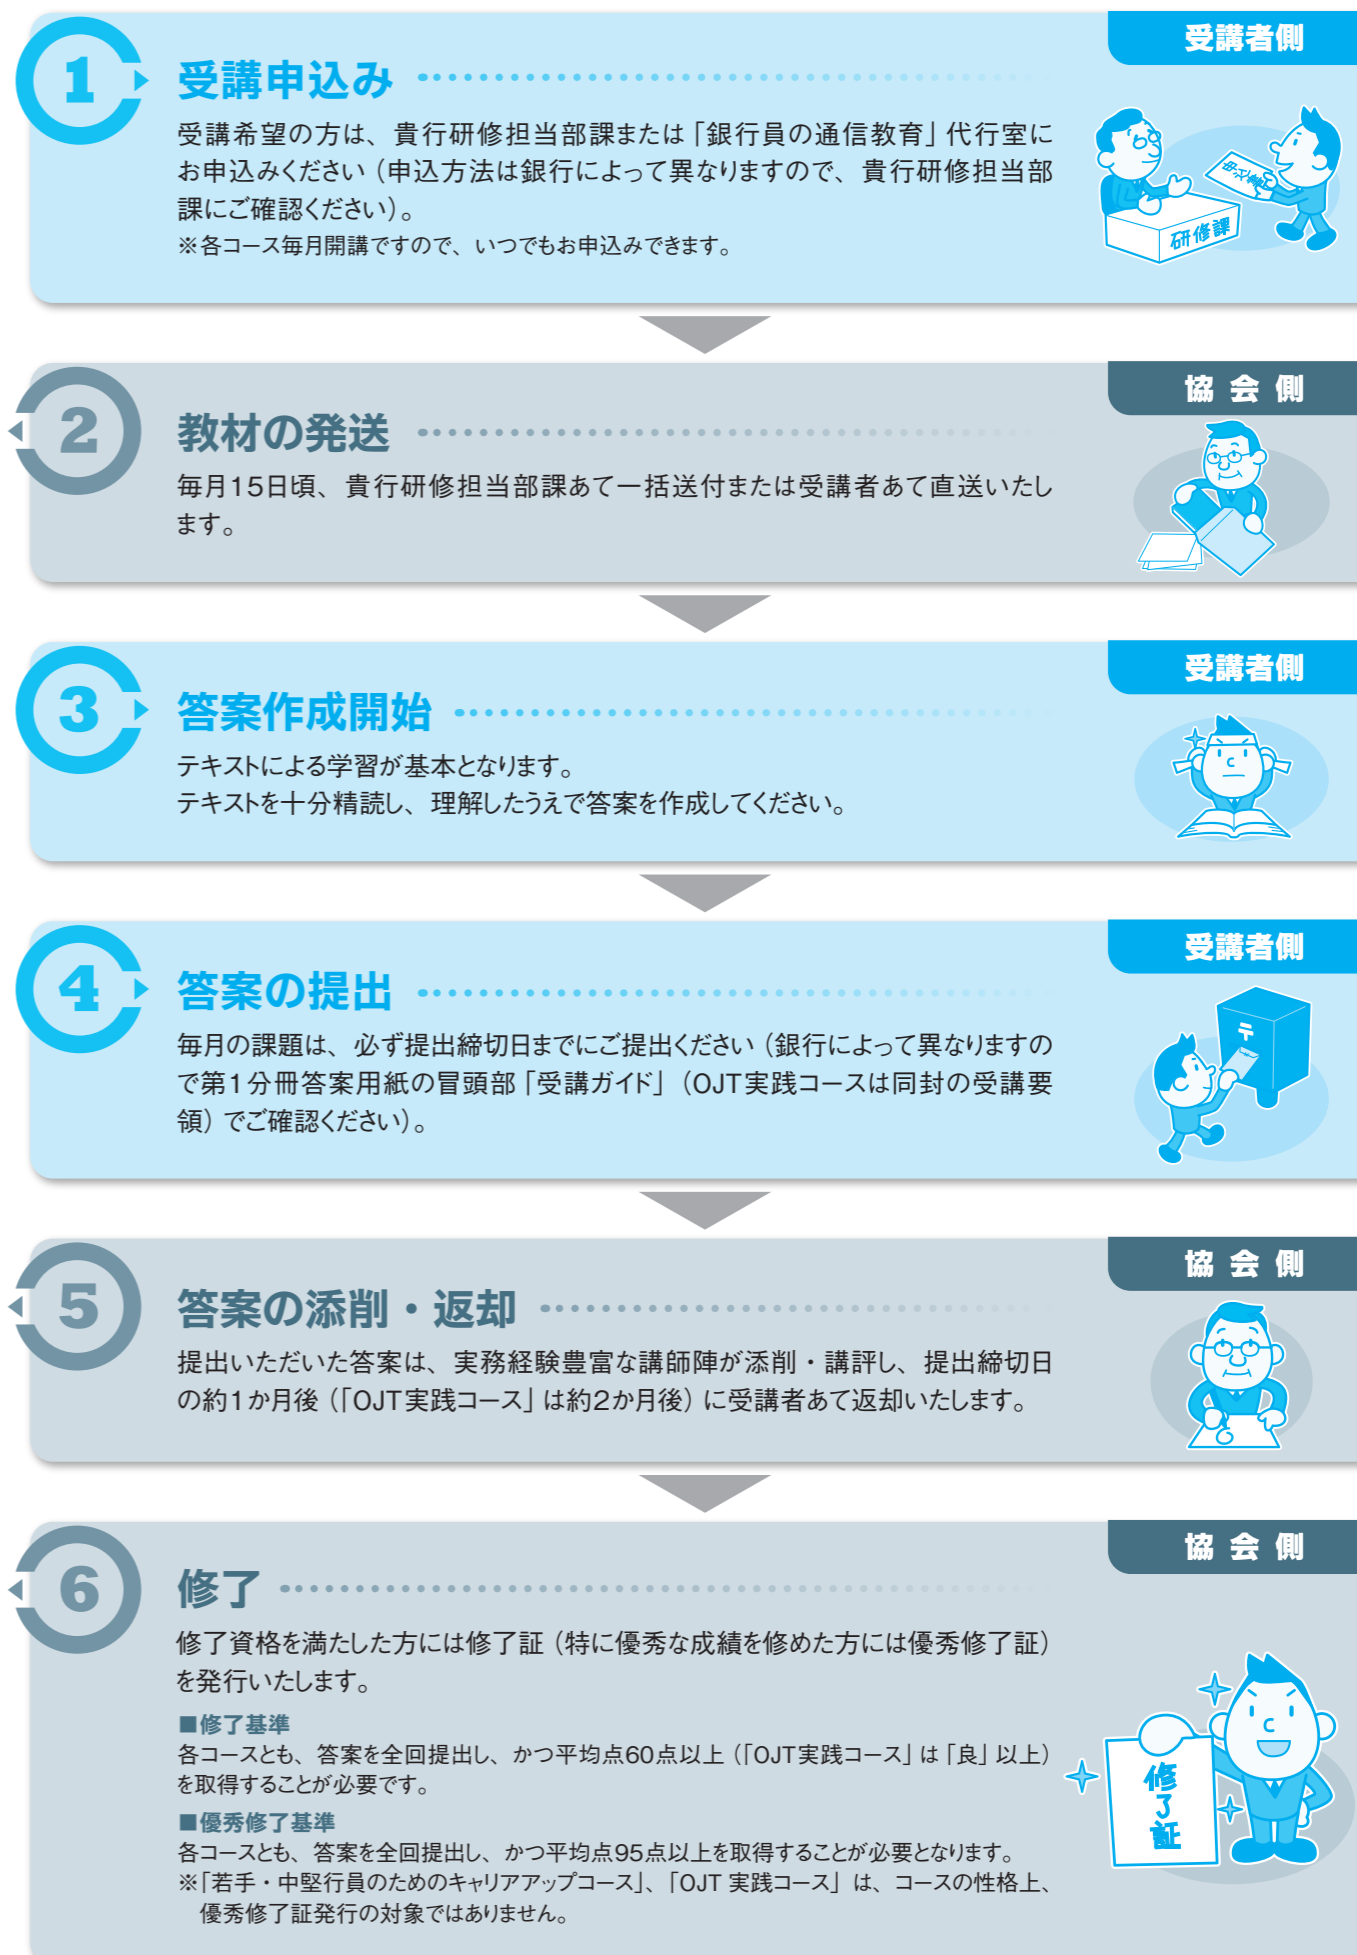 受講者側
1
受講申込み
受講希望の方は、貴行研修担当部課または「銀行員の通信教育」代行室に
お申込みください（申込方法は銀行によって異なりますので、貴行研修担当部
課にご確認ください）。
※各コース毎月開講ですので、いつでもお申込みできます。
研修課
協会側
2
教材の発送
毎月15日頃、貴行研修担当部課あて一括送付または受講者あて直送いたし
ます。
受講者側
3
答案作成開始
テキストによる学習が基本となります。
テキストを十分精読し、理解したうえで答案を作成してください。
受講者側
4
答案の提出
毎月の課題は、必ず提出締切日までにご提出ください（銀行によって異なりますの
で第1分冊答案用紙の冒頭部「受講ガイド」（OJT実践コースは同封の受講要
領）でご確認ください）。
〒
協会側
5
答案の添削・返却
提出いただいた答案は、実務経験豊富な講師陣が添削・講評し、提出締切日
の約1か月後（「OJT実践コース」は約2か月後）に受講者あて返却いたします。
協会側
6
修了
修了資格を満たした方には修了証（特に優秀な成績を修めた方には優秀修了証）
を発行いたします。
■修了基準
各コースとも、答案を全回提出し、かつ平均点60点以上（「OJT実践コース」は「良」以上）
を取得することが必要です。
■優秀修了基準
各コースとも、答案を全回提出し、かつ平均点95点以上を取得することが必要となります。
※「若手・中堅行員のためのキャリアアップコース」、「OJT 実践コース」は、コースの性格上、
優秀修了証発行の対象ではありません。
修了証